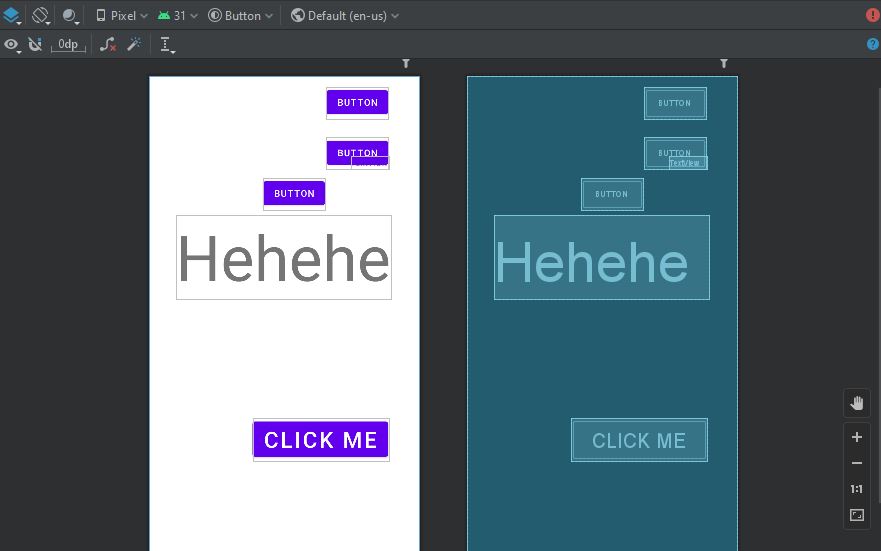 Pixel 31 Button Default (en-us)
0dp
BUTTON BUTTON
BUTTON BUTTON
TextView
BUTTON BUTTON
Hehehe Hehehe
CLICK ME CLICK ME
1:1